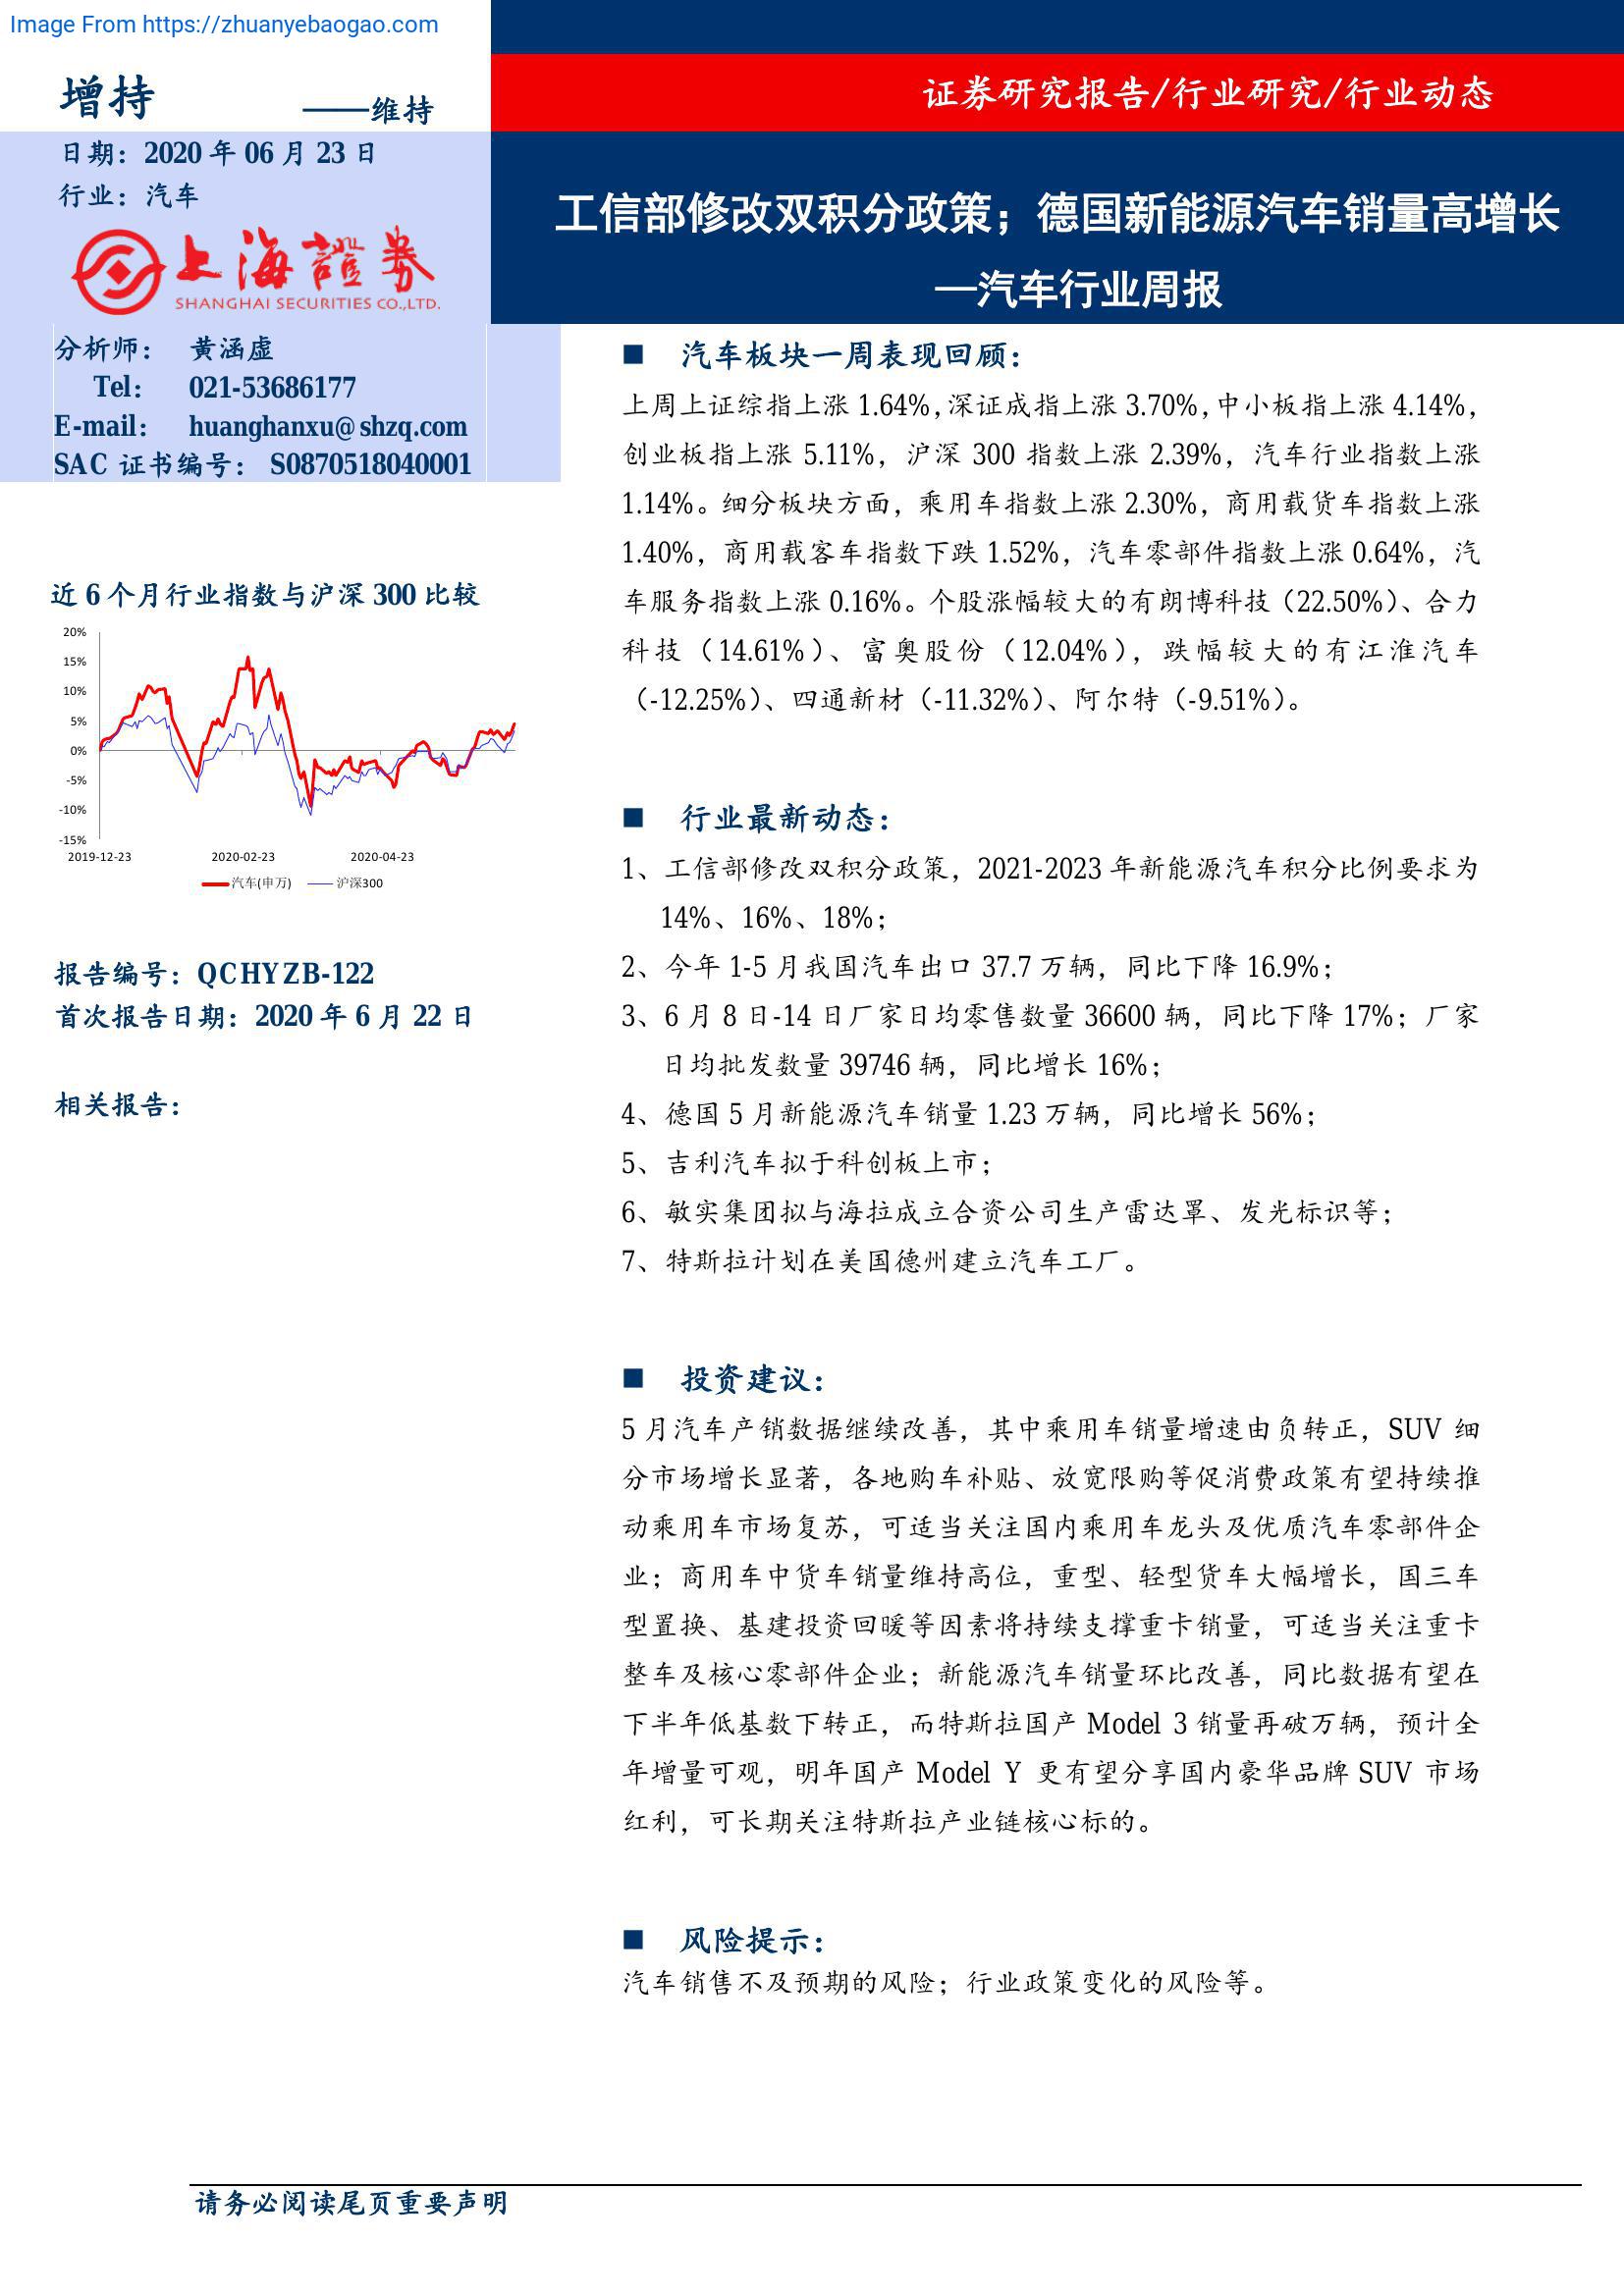 Image From https://zhuanyebaogao.com
增持 ——维持
日期：2020 年 06 月 23 日
行业：汽车
上海證券
SHANGHAI SECURITIES CO.,LTD.
分析师： 黄涵虚
Tel： 021-53686177
E-mail： huanghanxu@shzq.com
SAC 证书编号： S0870518040001
近 6 个月行业指数与沪深 300 比较
20%
15%
10%
5%
0%
-5%
-10%
-15%
2019-12-23 2020-02-23 2020-04-23
汽车(申万) 沪深300
报告编号：QCHYZB-122
首次报告日期：2020 年 6 月 22 日
相关报告：
证券研究报告/行业研究/行业动态
工信部修改双积分政策；德国新能源汽车销量高增长
—汽车行业周报
■ 汽车板块一周表现回顾：
上周上证综指上涨 1.64%，深证成指上涨 3.70%，中小板指上涨 4.14%，
创业板指上涨 5.11%，沪深 300 指数上涨 2.39%，汽车行业指数上涨
1.14%。细分板块方面，乘用车指数上涨 2.30%，商用载货车指数上涨
1.40%，商用载客车指数下跌 1.52%，汽车零部件指数上涨 0.64%，汽
车服务指数上涨 0.16%。个股涨幅较大的有朗博科技（22.50%）、合力
科技（14.61%）、富奥股份（12.04%），跌幅较大的有江淮汽车
（-12.25%）、四通新材（-11.32%）、阿尔特（-9.51%）。
■ 行业最新动态：
1、工信部修改双积分政策，2021-2023 年新能源汽车积分比例要求为
14%、16%、18%；
2、今年 1-5 月我国汽车出口 37.7 万辆，同比下降 16.9%；
3、6 月 8 日-14 日厂家日均零售数量 36600 辆，同比下降 17%；厂家
日均批发数量 39746 辆，同比增长 16%；
4、德国 5 月新能源汽车销量 1.23 万辆，同比增长 56%；
5、吉利汽车拟于科创板上市；
6、敏实集团拟与海拉成立合资公司生产雷达罩、发光标识等；
7、特斯拉计划在美国德州建立汽车工厂。
■ 投资建议：
5 月汽车产销数据继续改善，其中乘用车销量增速由负转正，SUV 细
分市场增长显著，各地购车补贴、放宽限购等促消费政策有望持续推
动乘用车市场复苏，可适当关注国内乘用车龙头及优质汽车零部件企
业；商用车中货车销量维持高位，重型、轻型货车大幅增长，国三车
型置换、基建投资回暖等因素将持续支撑重卡销量，可适当关注重卡
整车及核心零部件企业；新能源汽车销量环比改善，同比数据有望在
下半年低基数下转正，而特斯拉国产 Model 3 销量再破万辆，预计全
年增量可观，明年国产 Model Y 更有望分享国内豪华品牌 SUV 市场
红利，可长期关注特斯拉产业链核心标的。
■ 风险提示：
汽车销售不及预期的风险；行业政策变化的风险等。
请务必阅读尾页重要声明